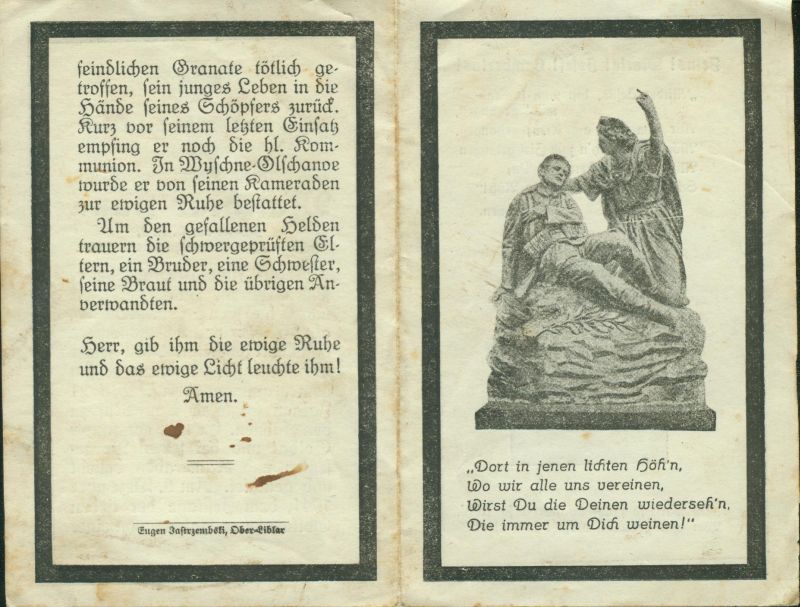 feindlichen Granate tötlich ge-
troffen, sein junges Leben in die
Hände seines Schöpfers zurück.
Kurz vor seinem letzten Einsatz
empfing er noch die hl. Kom-
munion. In Wyschne-Olschanoe
wurde er von seinen Kameraden
zur ewigen Ruhe bestattet.
Um den gefallenen Helden
trauern die schwergeprüften El-
tern, ein Bruder, eine Schwester,
seine Braut und die übrigen An-
verwandten.
Herr, gib ihm die ewige Ruhe
und das ewige Licht leuchte ihm!
Amen.
Eugen Jastrzembski, Ober-Liblar
„Dort in jenen lichten Höh'n,
Wo wir alle uns vereinen,
Wirst Du die Deinen wiederseh'n,
Die immer um Dich weinen!"